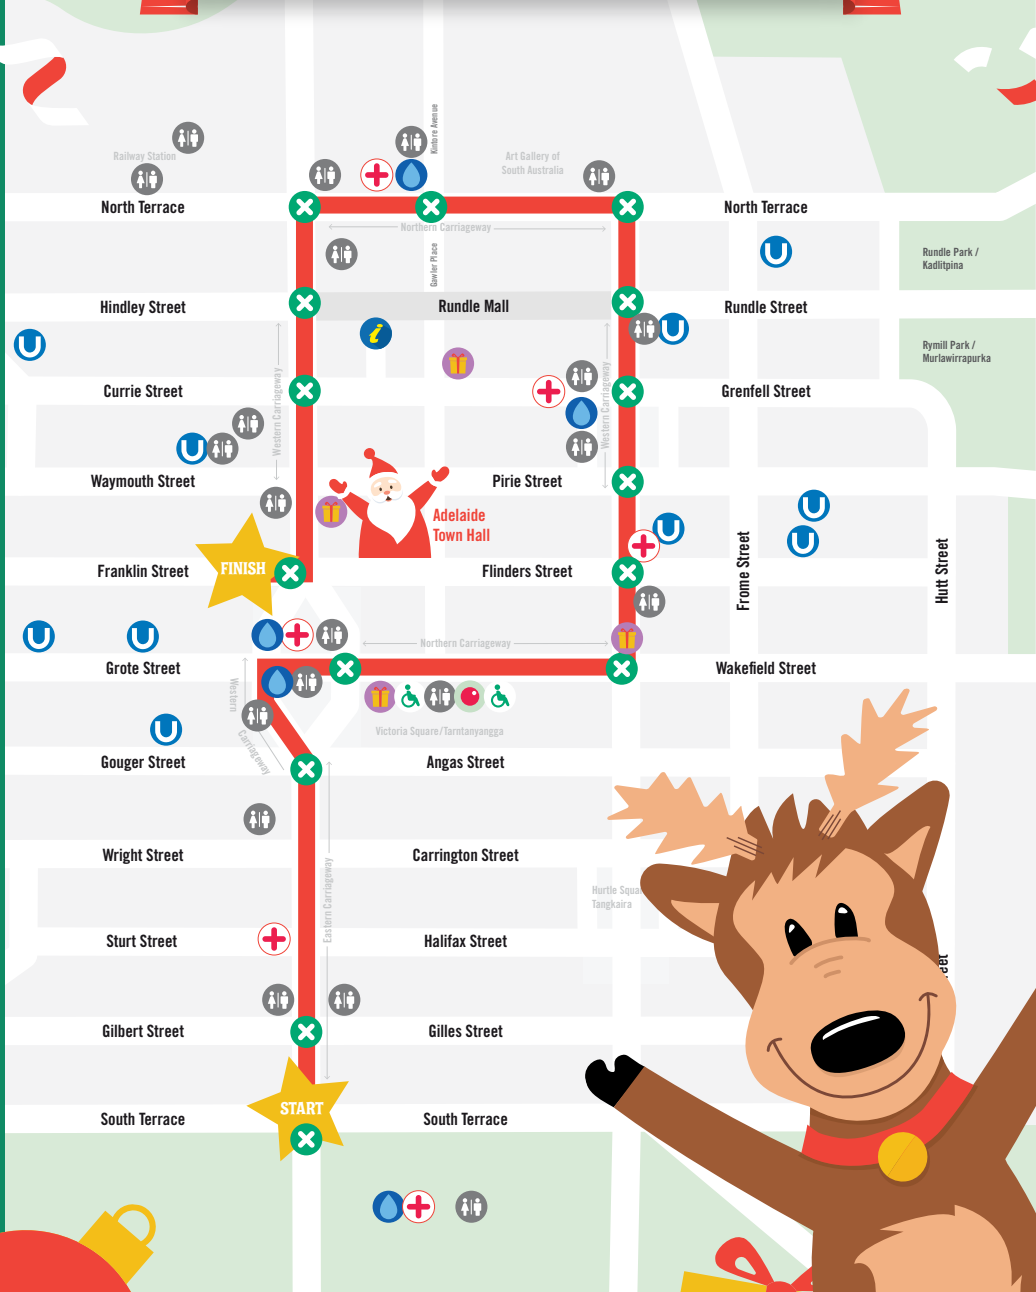 Kintore Avenue
Railway Station
Art Gallery of
South Australia
North Terrace
North Terrace
Northern Carriageway
Gawler Place
Rundle Park /
Kadlitpina
Hindley Street
Rundle Mall
Rundle Street
i
Rymill Park /
Murlawirrapurka
Currie Street
Western Carriageway
Western Carriageway
Grenfell Street
Waymouth Street
Pirie Street
Adelaide
Town Hall
FINISH
Franklin Street
Flinders Street
Frome Street
Hutt Street
Northern Carriageway
Grote Street
Wakefield Street
Western
Carriageway
Victoria Square/Tarntanyangga
Gouger Street
Angas Street
Wright Street
Carrington Street
Eastern Carriageway
Hurtle Squa
Tangkaira
Sturt Street
Halifax Street
eet
Gilbert Street
Gilles Street
START
South Terrace
South Terrace